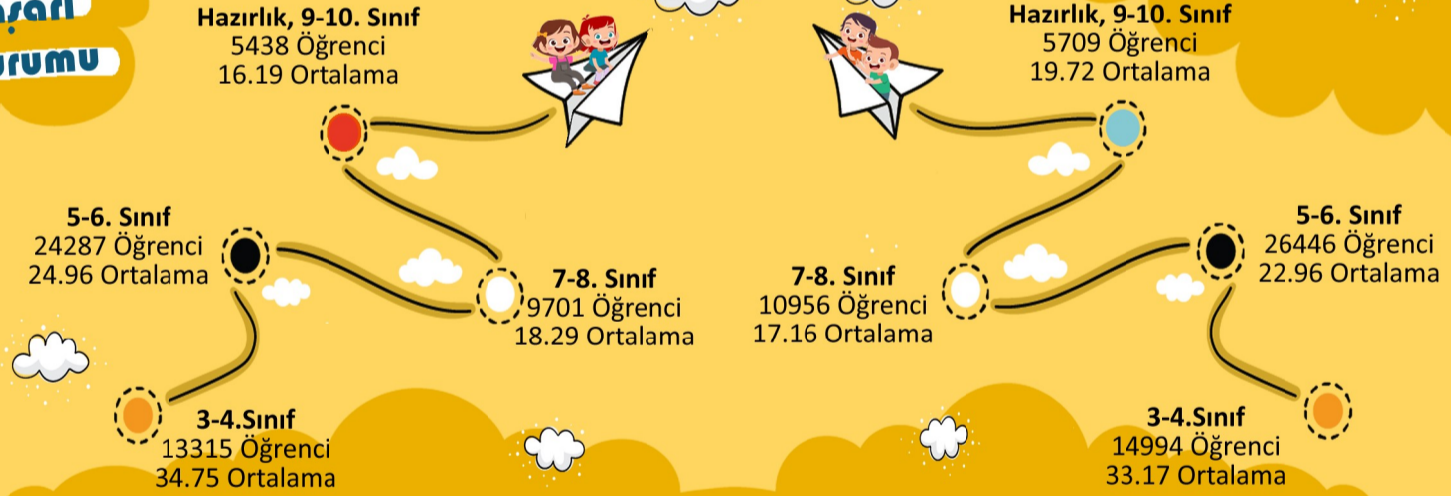 Hazırlık, 9-10. Sınıf
5438 Öğrenci
16.19 Ortalama
5-6. Sınıf
24287 Öğrenci
24.96 Ortalama
7-8. Sınıf
9701 Öğrenci
18.29 Ortalama
3-4.Sınıf
13315 Öğrenci
34.75 Ortalama
Hazırlık, 9-10. Sınıf
5709 Öğrenci
19.72 Ortalama
7-8. Sınıf
10956 Öğrenci
17.16 Ortalama
5-6. Sınıf
26446 Öğrenci
22.96 Ortalama
3-4.Sınıf
14994 Öğrenci
33.17 Ortalama